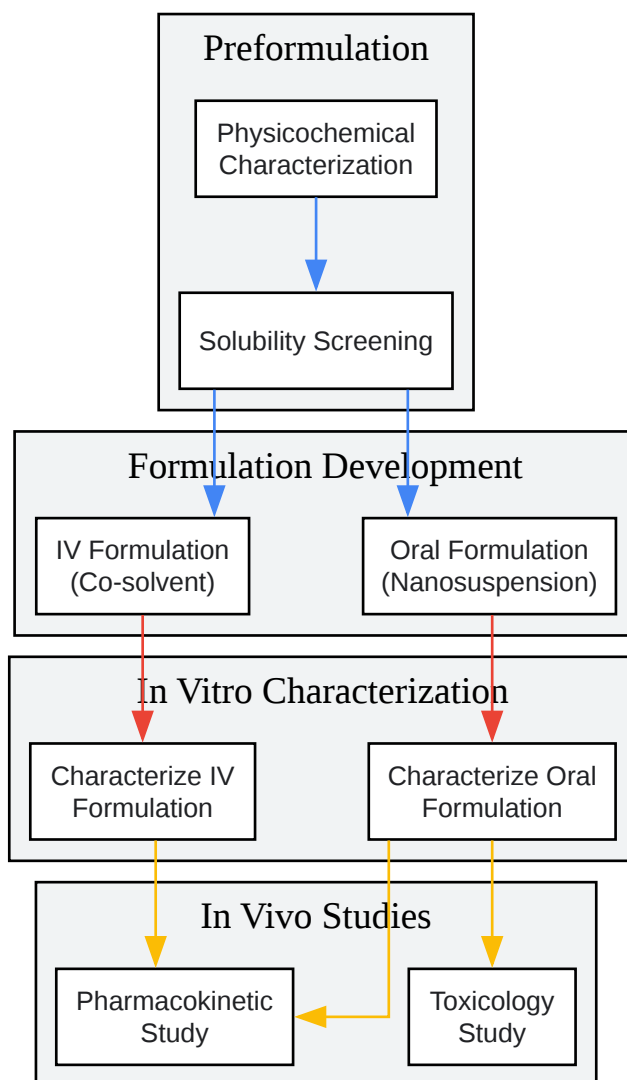 Preformulation
Physicochemical
Characterization
Solubility Screening
Formulation Development
IV Formulation
(Co-solvent)
Oral Formulation
(Nanosuspension)
In Vitro Characterization
Characterize IV
Formulation
Characterize Oral
Formulation
In Vivo Studies
Pharmacokinetic
Study
Toxicology
Study